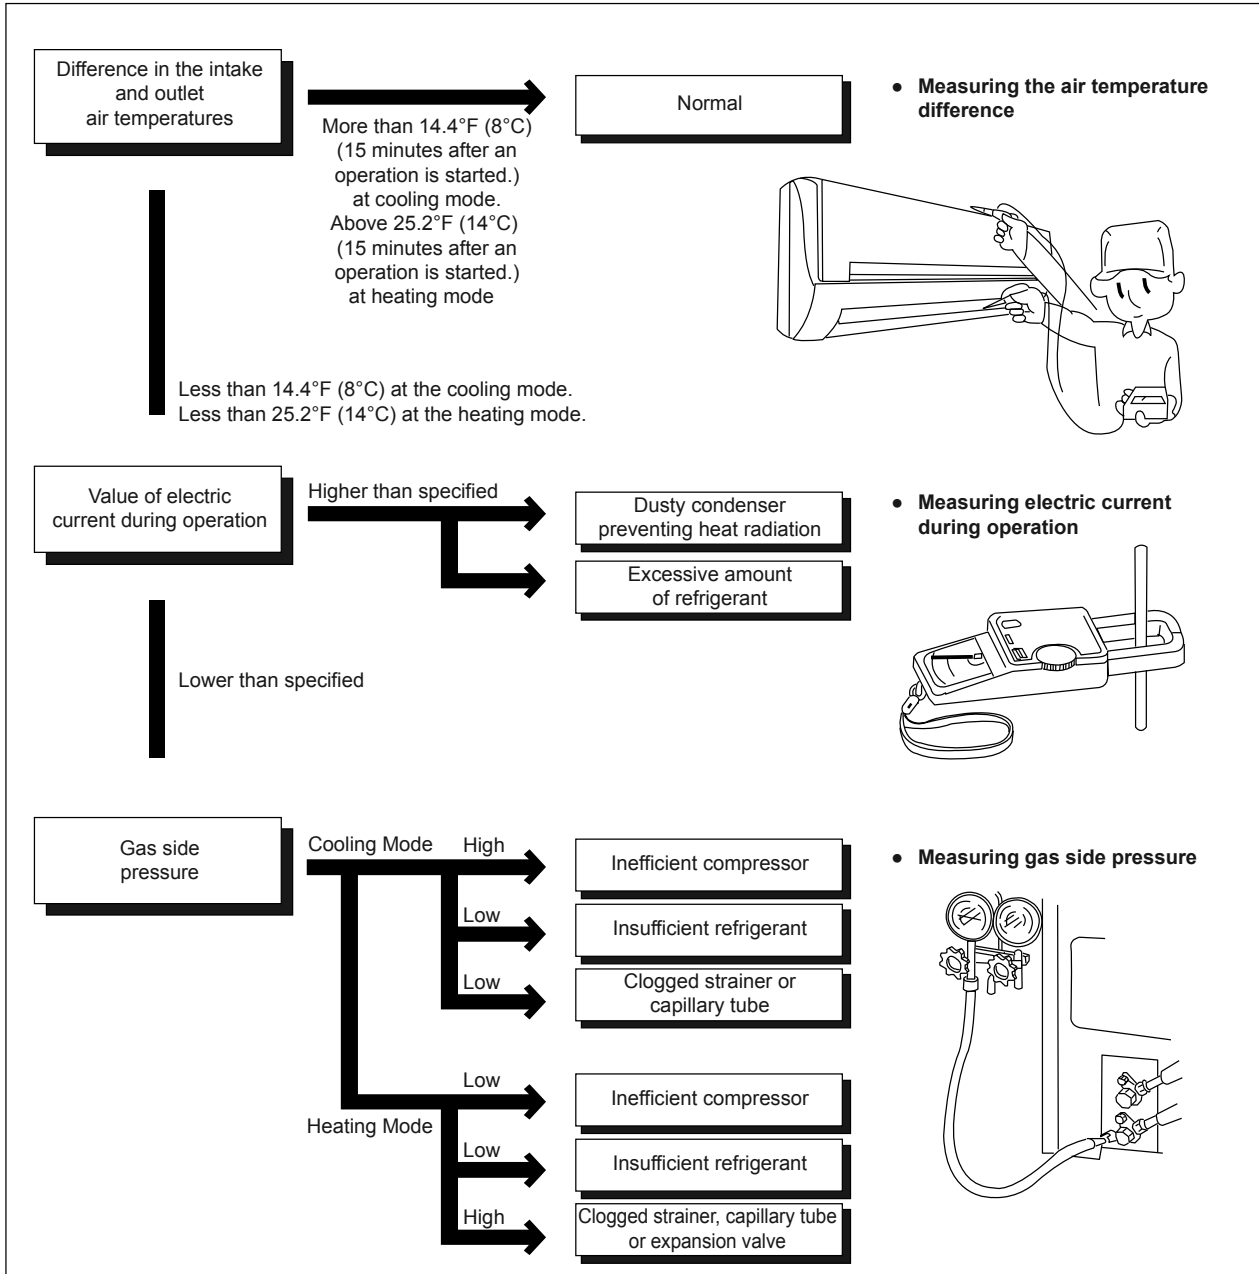 Difference in the intake
and outlet
air temperatures
More than 14.4°F (8°C)
(15 minutes after an
operation is started.)
at cooling mode.
Above 25.2°F (14°C)
(15 minutes after an
operation is started.)
at heating mode
Normal
● Measuring the air temperature
difference
Less than 14.4°F (8°C) at the cooling mode.
Less than 25.2°F (14°C) at the heating mode.
Value of electric
current during operation
Higher than specified
Dusty condenser
preventing heat radiation
Excessive amount
of refrigerant
● Measuring electric current
during operation
Lower than specified
Gas side
pressure
Cooling Mode
High
Inefficient compressor
Low
Insufficient refrigerant
Low
Clogged strainer or
capillary tube
● Measuring gas side pressure
Heating Mode
Low
Inefficient compressor
Low
Insufficient refrigerant
High
Clogged strainer, capillary tube
or expansion valve